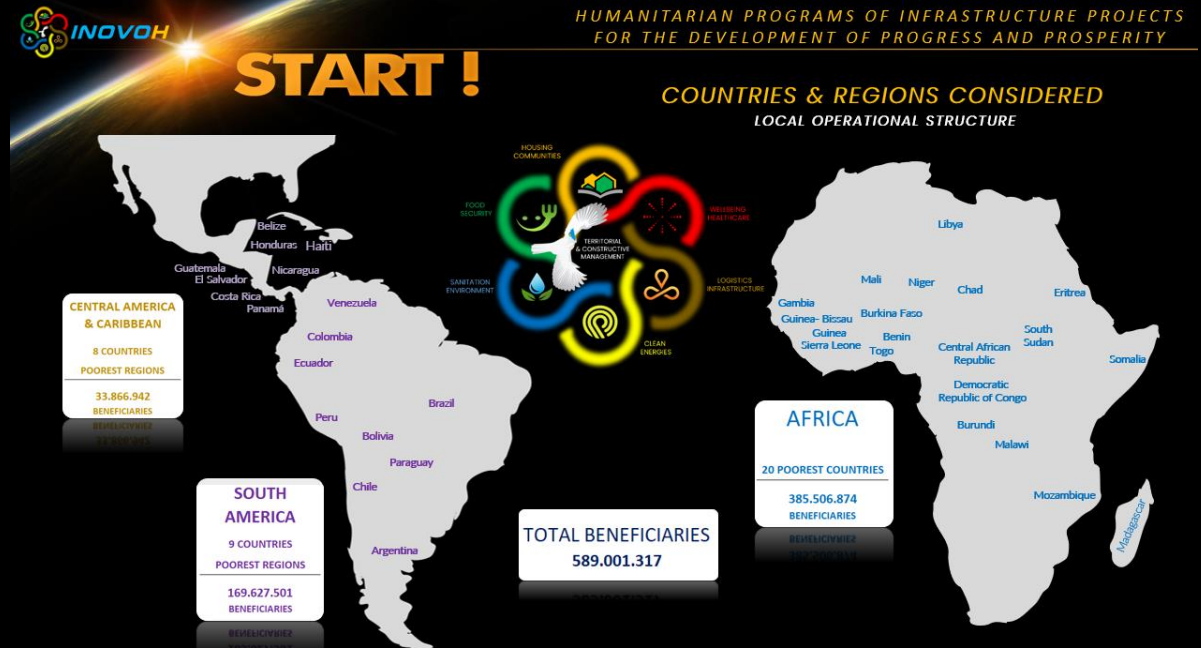 INOVOH
HUMANITARIAN PROGRAMS OF INFRASTRUCTURE PROJECTS
FOR THE DEVELOPMENT OF PROGRESS AND PROSPERITY
START !
COUNTRIES & REGIONS CONSIDERED
LOCAL OPERATIONAL STRUCTURE
HOUSING
COMMUNITIES
FOOD
SECURITY
WELLBEING
HEALTHCARE
TERRITORIAL
& CONSTRUCTIVE
MANAGEMENT
SANITATION
ENVIRONMENT
LOGISTICS
INFRASTRUCTURE
CLEAN
ENERGIES
Belize
Honduras
Haiti
Guatemala
El Salvador
Nicaragua
Costa Rica
Panamá
Venezuela
Colombia
Ecuador
Brazil
Peru
Bolivia
Paraguay
Chile
Argentina
CENTRAL AMERICA
& CARIBBEAN
8 COUNTRIES
POOREST REGIONS
33.866.942
BENEFICIARIES
SOUTH
AMERICA
9 COUNTRIES
POOREST REGIONS
169.627.501
BENEFICIARIES
TOTAL BENEFICIARIES
589.001.317
Libya
Mali
Niger
Chad
Eritrea
Gambia
Guinea- Bissau
Burkina Faso
Guinea
Sierra Leone
Benin
Togo
Central African
Republic
South
Sudan
Somalia
Democratic
Republic of Congo
Burundi
Malawi
Mozambique
Madagascar
AFRICA
20 POOREST COUNTRIES
385.506.874
BENEFICIARIES